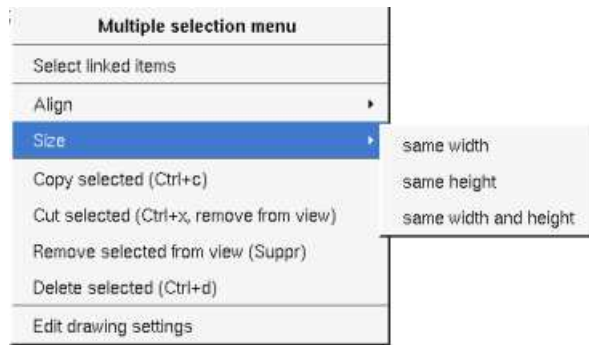 Multiple selection menu
Select linked items
Align
Size
same width
same height
same width and height
Copy selected (Ctrl+c)
Cut selected (Ctrl+x, remove from view)
Remove selected from view (Suppr)
Delete selected (Ctrl+d)
Edit drawing settings